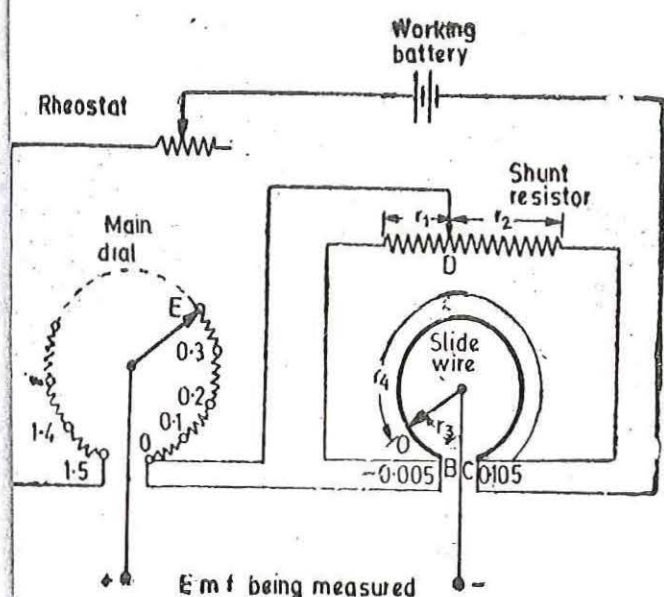 Working
battery
Rheostat
Shunt
resistor
r₁
r₂
D
Main
dial
E
0·3
0·2
0·1
0
1·4
1·5
Slide
wire
r₄
r₃
0
-0·005
B
C
0·105
+
E m f being measured
-